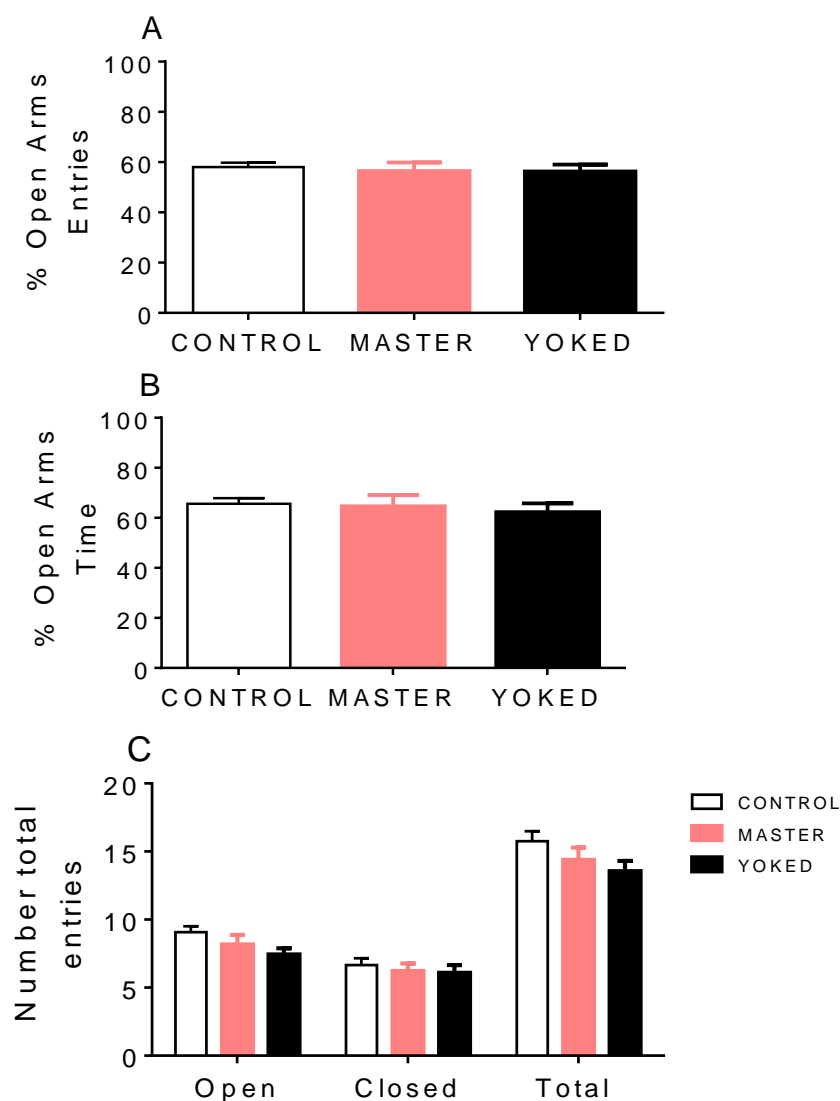 A
% Open Arms
Entries
100
80
60
40
20
0
CONTROL MASTER YOKED
B
% Open Arms
Time
100
80
60
40
20
0
CONTROL MASTER YOKED
C
Number total
entries
20
15
10
5
0
Open Closed Total
CONTROL
MASTER
YOKED